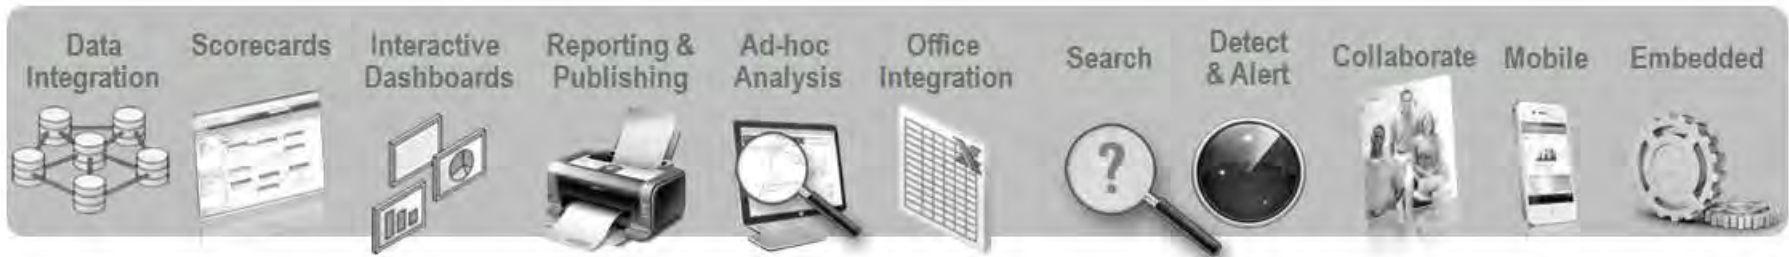 Data
Integration
Scorecards
Interactive
Dashboards
Reporting &
Publishing
Ad-hoc
Analysis
Office
Integration
Search
Detect
& Alert
Collaborate
Mobile
Embedded
?